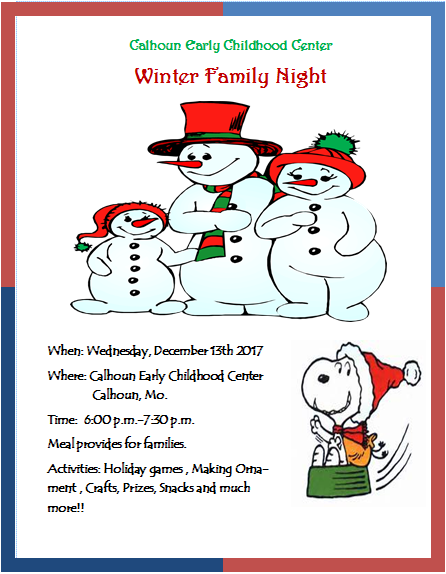 Calhoun Early Childhood Center
Winter Family Night
When: Wednesday, December 13th 2017
Where: Calhoun Early Childhood Center
Calhoun, Mo.
Time: 6:00 p.m.-7:30 p.m.
Meal provides for families.
Activities: Holiday games , Making Orna-
ment , Crafts, Prizes, Snacks and much
more!!